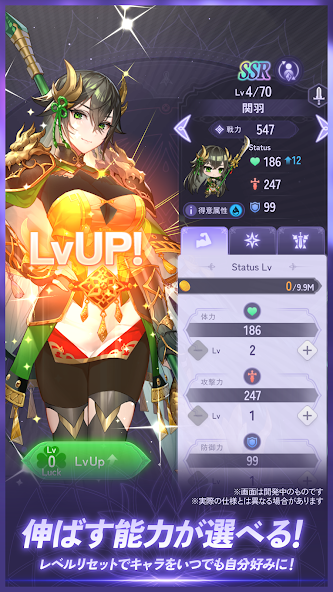 SSR
Lv 4/70
関羽
戦力 547
Status
186 ↑12
247
i 得意属性
99
LvUP!
Status Lv
0/9.9M
体力
186
− Lv 2 +
攻撃力
247
− Lv 1 +
防御力
99
Lv
0
Luck
LvUp
※画面は開発中のものです
※実際の仕様とは異なる場合があります
伸ばす能力が選べる!
レベルリセットでキャラをいつでも自分好みに!